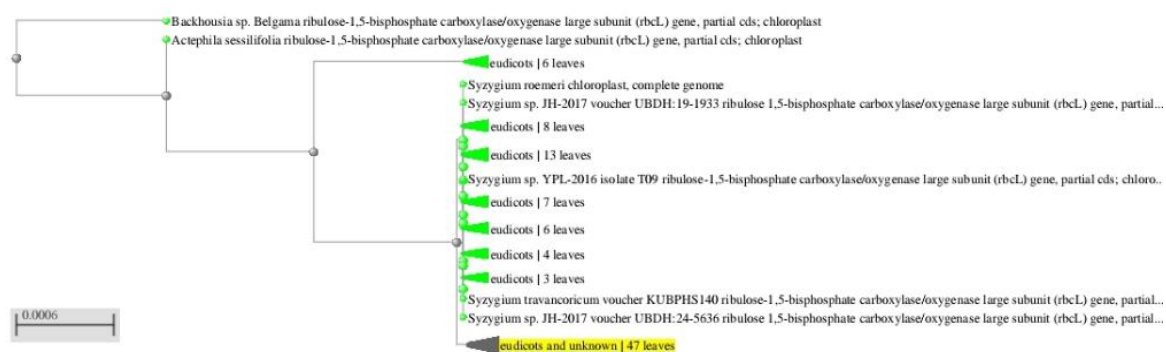 Backhousia sp. Belgama ribulose-1,5-bisphosphate carboxylase/oxygenase large subunit (rbcL) gene, partial cds; chloroplast
Actephila sessilifolia ribulose-1,5-bisphosphate carboxylase/oxygenase large subunit (rbcL) gene, partial cds; chloroplast
eudicots | 6 leaves
Syzygium roemeri chloroplast, complete genome
Syzygium sp. JH-2017 voucher UBDH:19-1933 ribulose 1,5-bisphosphate carboxylase/oxygenase large subunit (rbcL) gene, partial...
eudicots | 8 leaves
eudicots | 13 leaves
Syzygium sp. YPL-2016 isolate T09 ribulose-1,5-bisphosphate carboxylase/oxygenase large subunit (rbcL) gene, partial cds; chloro...
eudicots | 7 leaves
eudicots | 6 leaves
eudicots | 4 leaves
eudicots | 3 leaves
Syzygium travancoricum voucher KUBPHS140 ribulose-1,5-bisphosphate carboxylase/oxygenase large subunit (rbcL) gene, partial...
Syzygium sp. JH-2017 voucher UBDH:24-5636 ribulose 1,5-bisphosphate carboxylase/oxygenase large subunit (rbcL) gene, partial...
0.0006
eudicots and unknown | 47 leaves